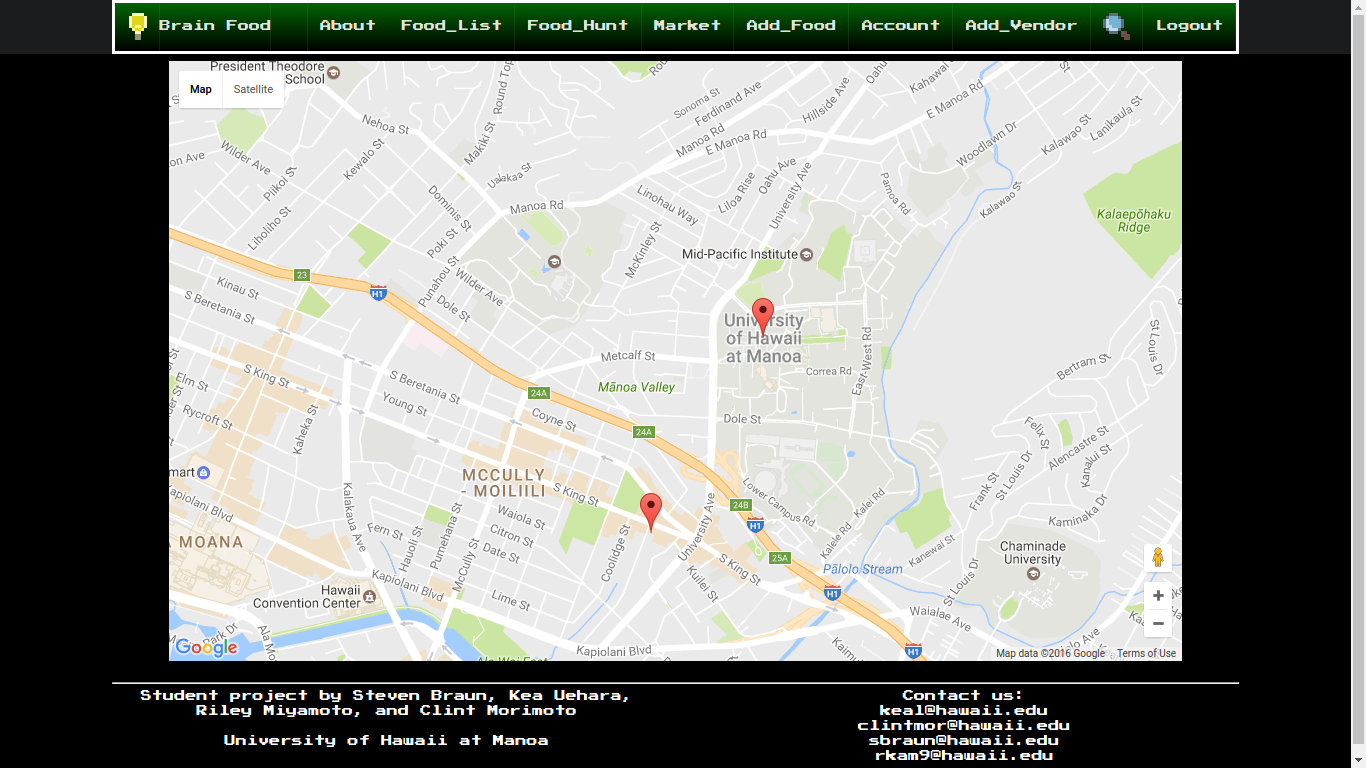 Brain Food
About
Food_List
Food_Hunt
Market
Add_Food
Account
Add_Vendor
Logout
President Theodore
School
Map
Satellite
Round Top
Oahu
Kahawai St
E Manoa Rd
Sonoma St
Ferdinand Ave
Hillside Ave
Nehoa St
Makiki St
Manoa Rd
E Manoa Rd
Woodlawn Dr
Kalawao St
Lanikaula St
Wilder Ave
Kewalo St
Piikoi St
Liholiho St
Dominis St
Linohau Way
Liloa Rise
Oahu Ave
University Ave
Pamoa Rd
Kalawao St
Kalaepōhaku
Ridge
Manoa Rd
Poki St
McKinley St
Mid-Pacific Institute
23
H1
Kinau St
S Beretania St
Punahou St
Wilder Ave
Dole St
University
of Hawaii
at Manoa
Metcalf St
Mānoa Valley
Correa Rd
East-West Rd
St Louis Dr
Bertram St
S King St
Elm St
Rycroft St
Kaheka St
S Beretania St
Young St
24A
Coyne St
24A
Dole St
Felix St
Alencastre St
Kanalui St
mart
Kapiolani Blvd
A MOANA
MCCULLY
- MOILIILI
S King St
24B
H1
Lower Campus Rd
Kalei Rd
Frank St
St Louis Dr
Kaminaka Dr
Kalakaua Ave
Fern St
Hauoli St
Pumehana St
McCully St
Waiola St
Citron St
Date St
Coolidge St
University Ave
Kuilei St
S King St
25A
Kalele Rd
Kanewai St
Pālolo Stream
Chaminade
University
Hawaii
Convention Center
Kapiolani Blvd
Lime St
H1
St Louis Dr
Waialae Ave
H1
Park Dr
Ala Mo
Kapiolani Blvd
Google
Map data ©2016 Google
Terms of Use
Student project by Steven Braun, Kea Uehara,
Riley Miyamoto, and Clint Morimoto
University of Hawaii at Manoa
Contact us:
keal@hawaii.edu
clintmor@hawaii.edu
sbraun@hawaii.edu
rkam9@hawaii.edu